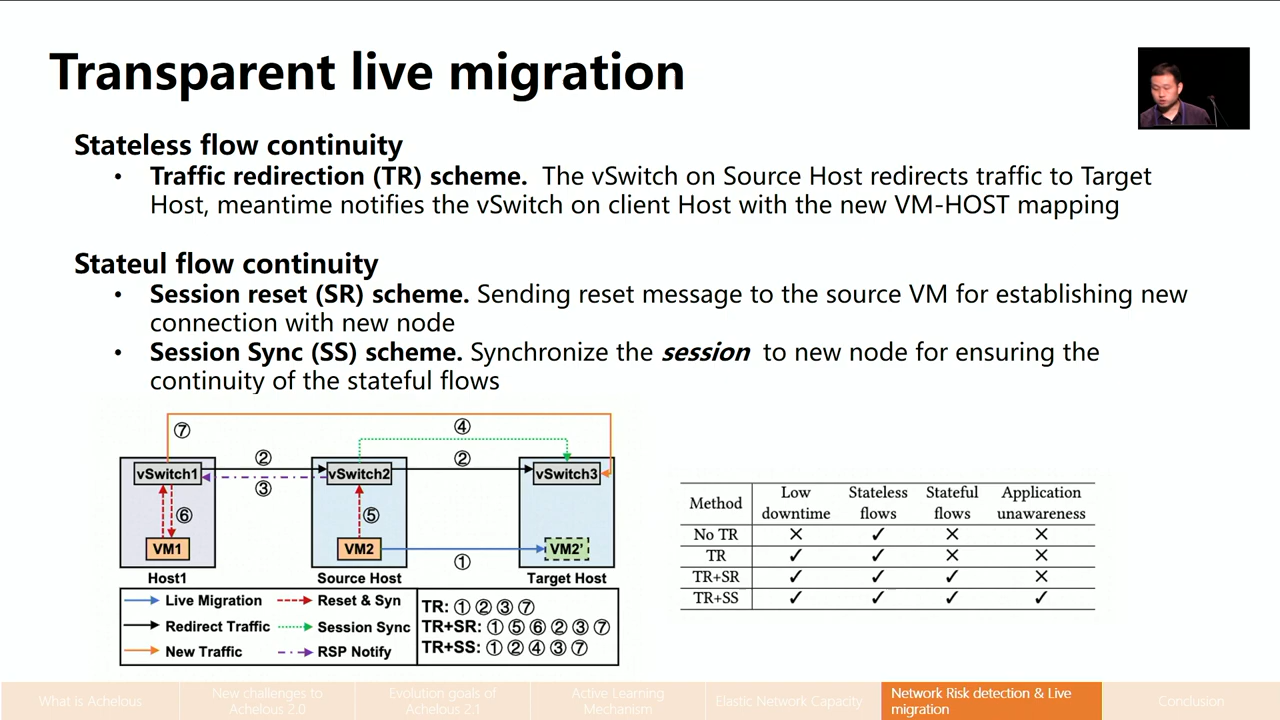 Transparent live migration
Stateless flow continuity
• Traffic redirection (TR) scheme. The vSwitch on Source Host redirects traffic to Target
Host, meantime notifies the vSwitch on client Host with the new VM-HOST mapping
Stateul flow continuity
• Session reset (SR) scheme. Sending reset message to the source VM for establishing new
connection with new node
• Session Sync (SS) scheme. Synchronize the session to new node for ensuring the
continuity of the stateful flows
⑦ ④
② ②
vSwitch1 vSwitch2 vSwitch3
③
⑥ ⑤
VM1 VM2 VM2'
①
Host1 Source Host Target Host
Live Migration Reset & Syn
Redirect Traffic Session Sync
New Traffic RSP Notify
TR: ① ② ③ ⑦
TR+SR: ① ⑤ ⑥ ② ③ ⑦
TR+SS: ① ② ④ ③ ⑦
Method Low downtime Stateless flows Stateful flows Application unawareness
No TR ✕ ✓ ✕ ✕
TR ✓ ✓ ✕ ✕
TR+SR ✓ ✓ ✓ ✕
TR+SS ✓ ✓ ✓ ✓
What is Achelous
New challenges to
Achelous 2.0
Evolution goals of
Achelous 2.1
Active Learning
Mechanism
Elastic Network Capacity
Network Risk detection & Live
migration
Conclusion